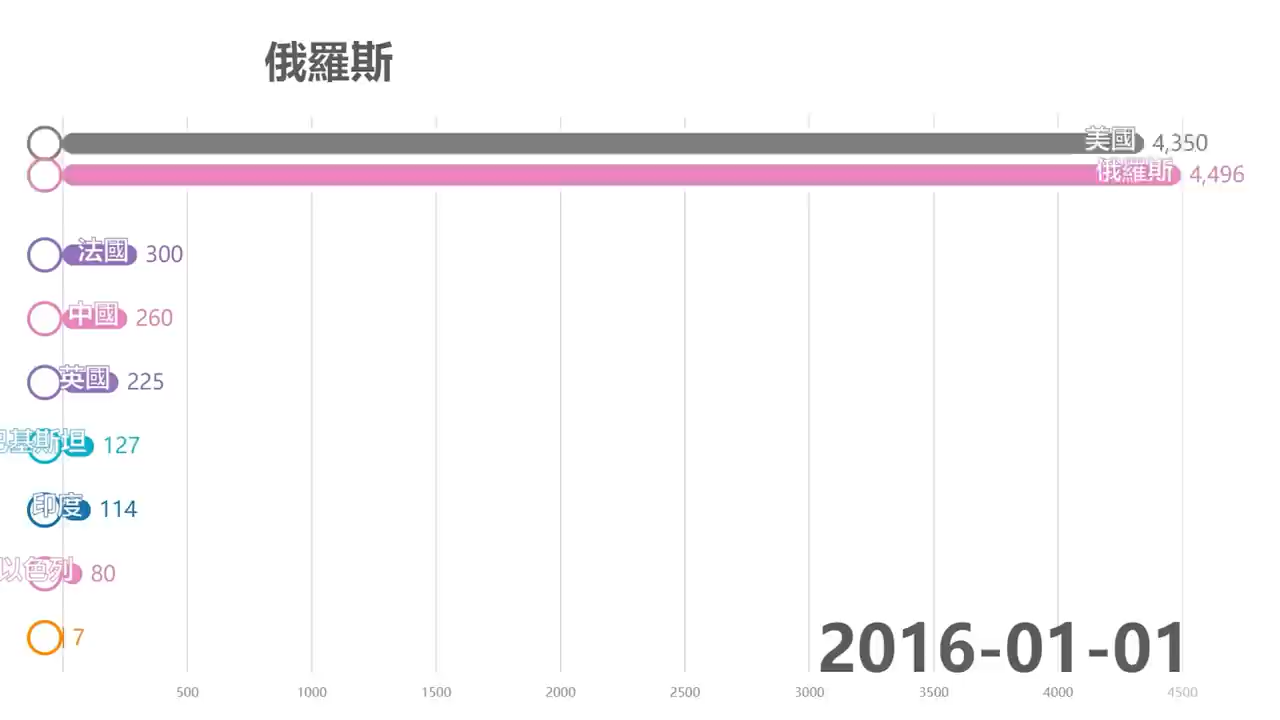 俄羅斯
美國 4,350
俄羅斯 4,496
法國 300
中國 260
英國 225
巴基斯坦 127
印度 114
以色列 80
7
2016-01-01
500 1000 1500 2000 2500 3000 3500 4000 4500